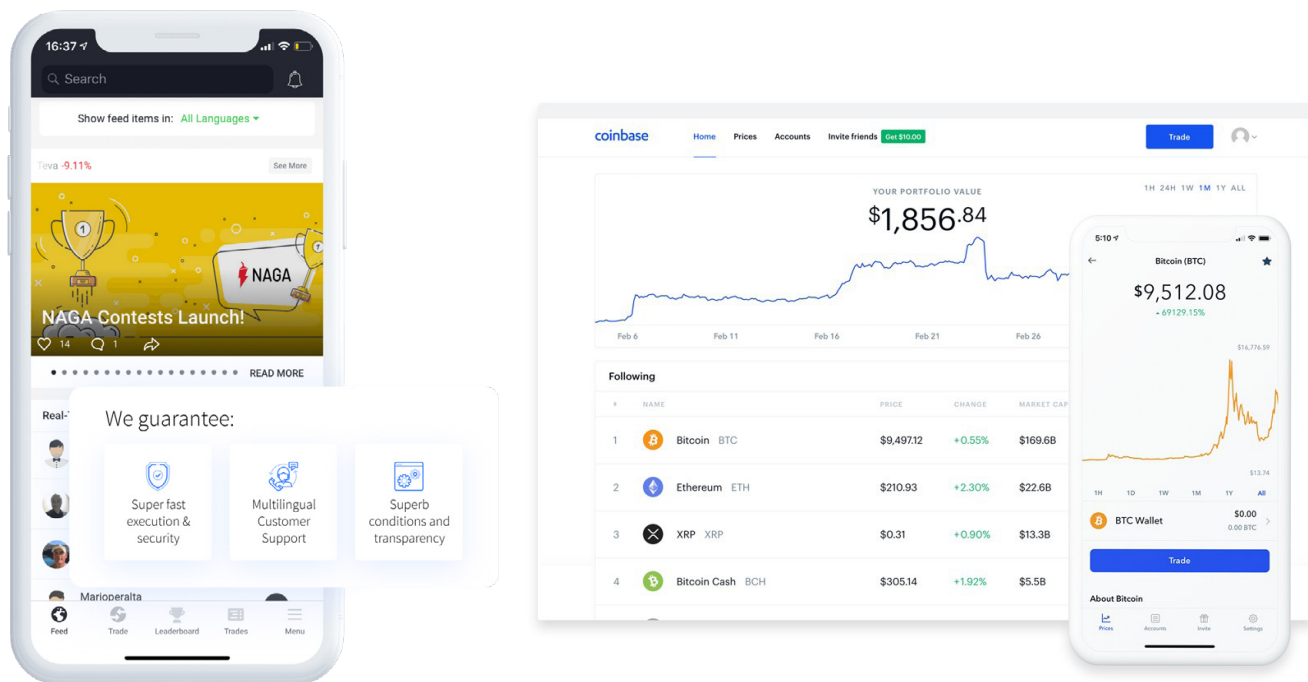 16:37
Search
Show feed items in: All Languages
Teva -9.11%
See More
1
?
NAGA
NAGA Contests Launch!
14
1
READ MORE
We guarantee:
Super fast
execution &
security
Multilingual
Customer
Support
Superb
conditions and
transparency
Marioperalta
Feed
Trade
Leaderboard
Trades
Menu
coinbase
Home
Prices
Accounts
Invite friends
Get $10.00
Trade
YOUR PORTFOLIO VALUE
$1,856.84
1H 24H 1W 1M 1Y ALL
Feb 6
Feb 11
Feb 16
Feb 21
Feb 26
Following
# NAME PRICE CHANGE MARKET CAP
1 Bitcoin BTC $9,497.12 +0.55% $169.6B
2 Ethereum ETH $210.93 +2.30% $22.6B
3 XRP XRP $0.31 +0.90% $13.3B
4 Bitcoin Cash BCH $305.14 +1.92% $5.5B
5:10
Bitcoin (BTC)
$9,512.08
69129.15%
$16,776.59
$13.74
1H 1D 1W 1M 1Y All
BTC Wallet
$0.00
0.00 BTC
Trade
About Bitcoin
Prices
Accounts
Invite
Settings